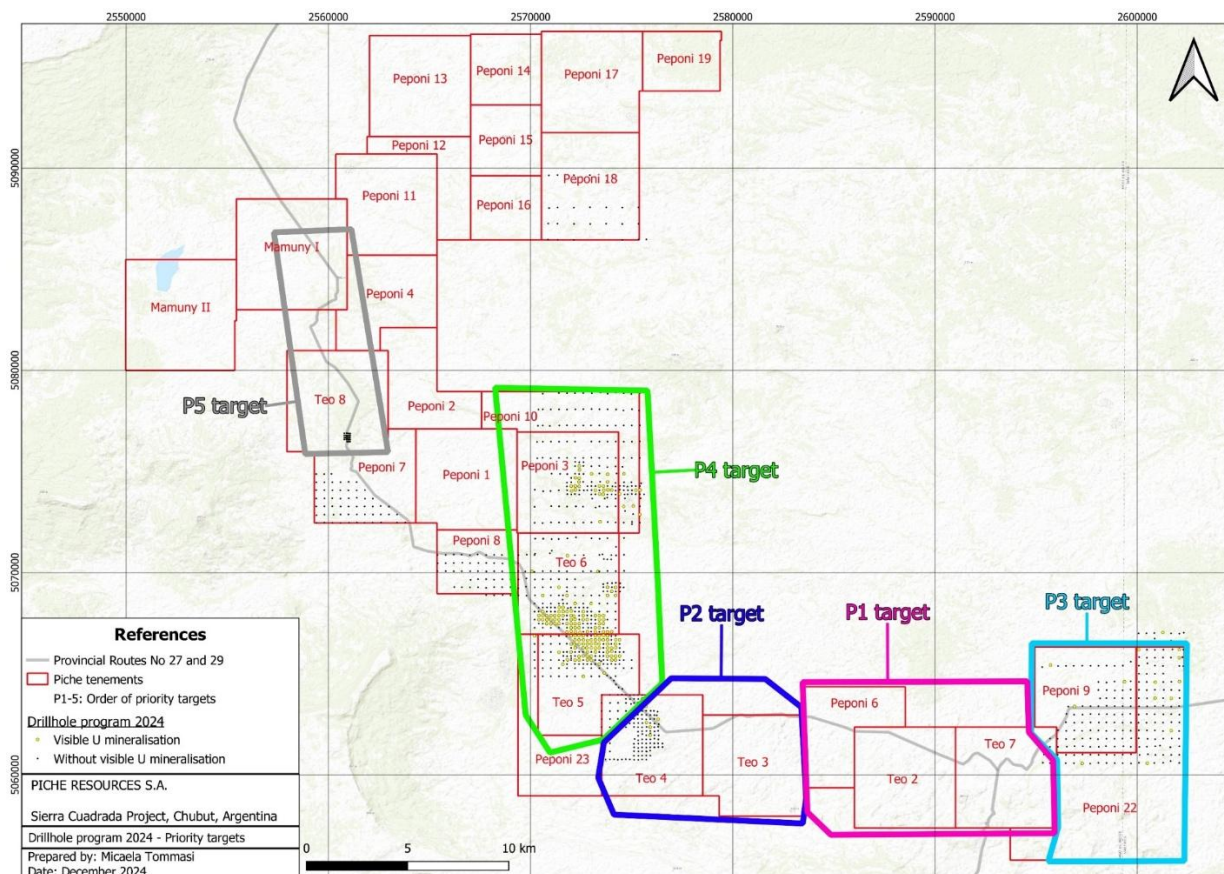 2550000
2560000
2570000
2580000
2590000
2600000
5090000
5080000
5070000
5060000
Peponi 13
Peponi 14
Peponi 17
Peponi 19
Peponi 12
Peponi 15
Peponi 11
Peponi 16
Peponi 18
Mamuny I
Mamuny II
Peponi 4
Teo 8
P5 target
Peponi 2
Peponi 10
Peponi 7
Peponi 1
Peponi 3
P4 target
Peponi 8
Teo 6
P2 target
P1 target
P3 target
Teo 5
Peponi 23
Teo 4
Teo 3
Peponi 6
Teo 2
Teo 7
Peponi 9
Peponi 22
References
Provincial Routes No 27 and 29
Piche tenements
P1-5: Order of priority targets
Drillhole program 2024
Visible U mineralisation
Without visible U mineralisation
PICHE RESOURCES S.A.
Sierra Cuadrada Project, Chubut, Argentina
Drillhole program 2024 - Priority targets
Prepared by: Micaela Tommasi
Date: December 2024
0 5 10 km